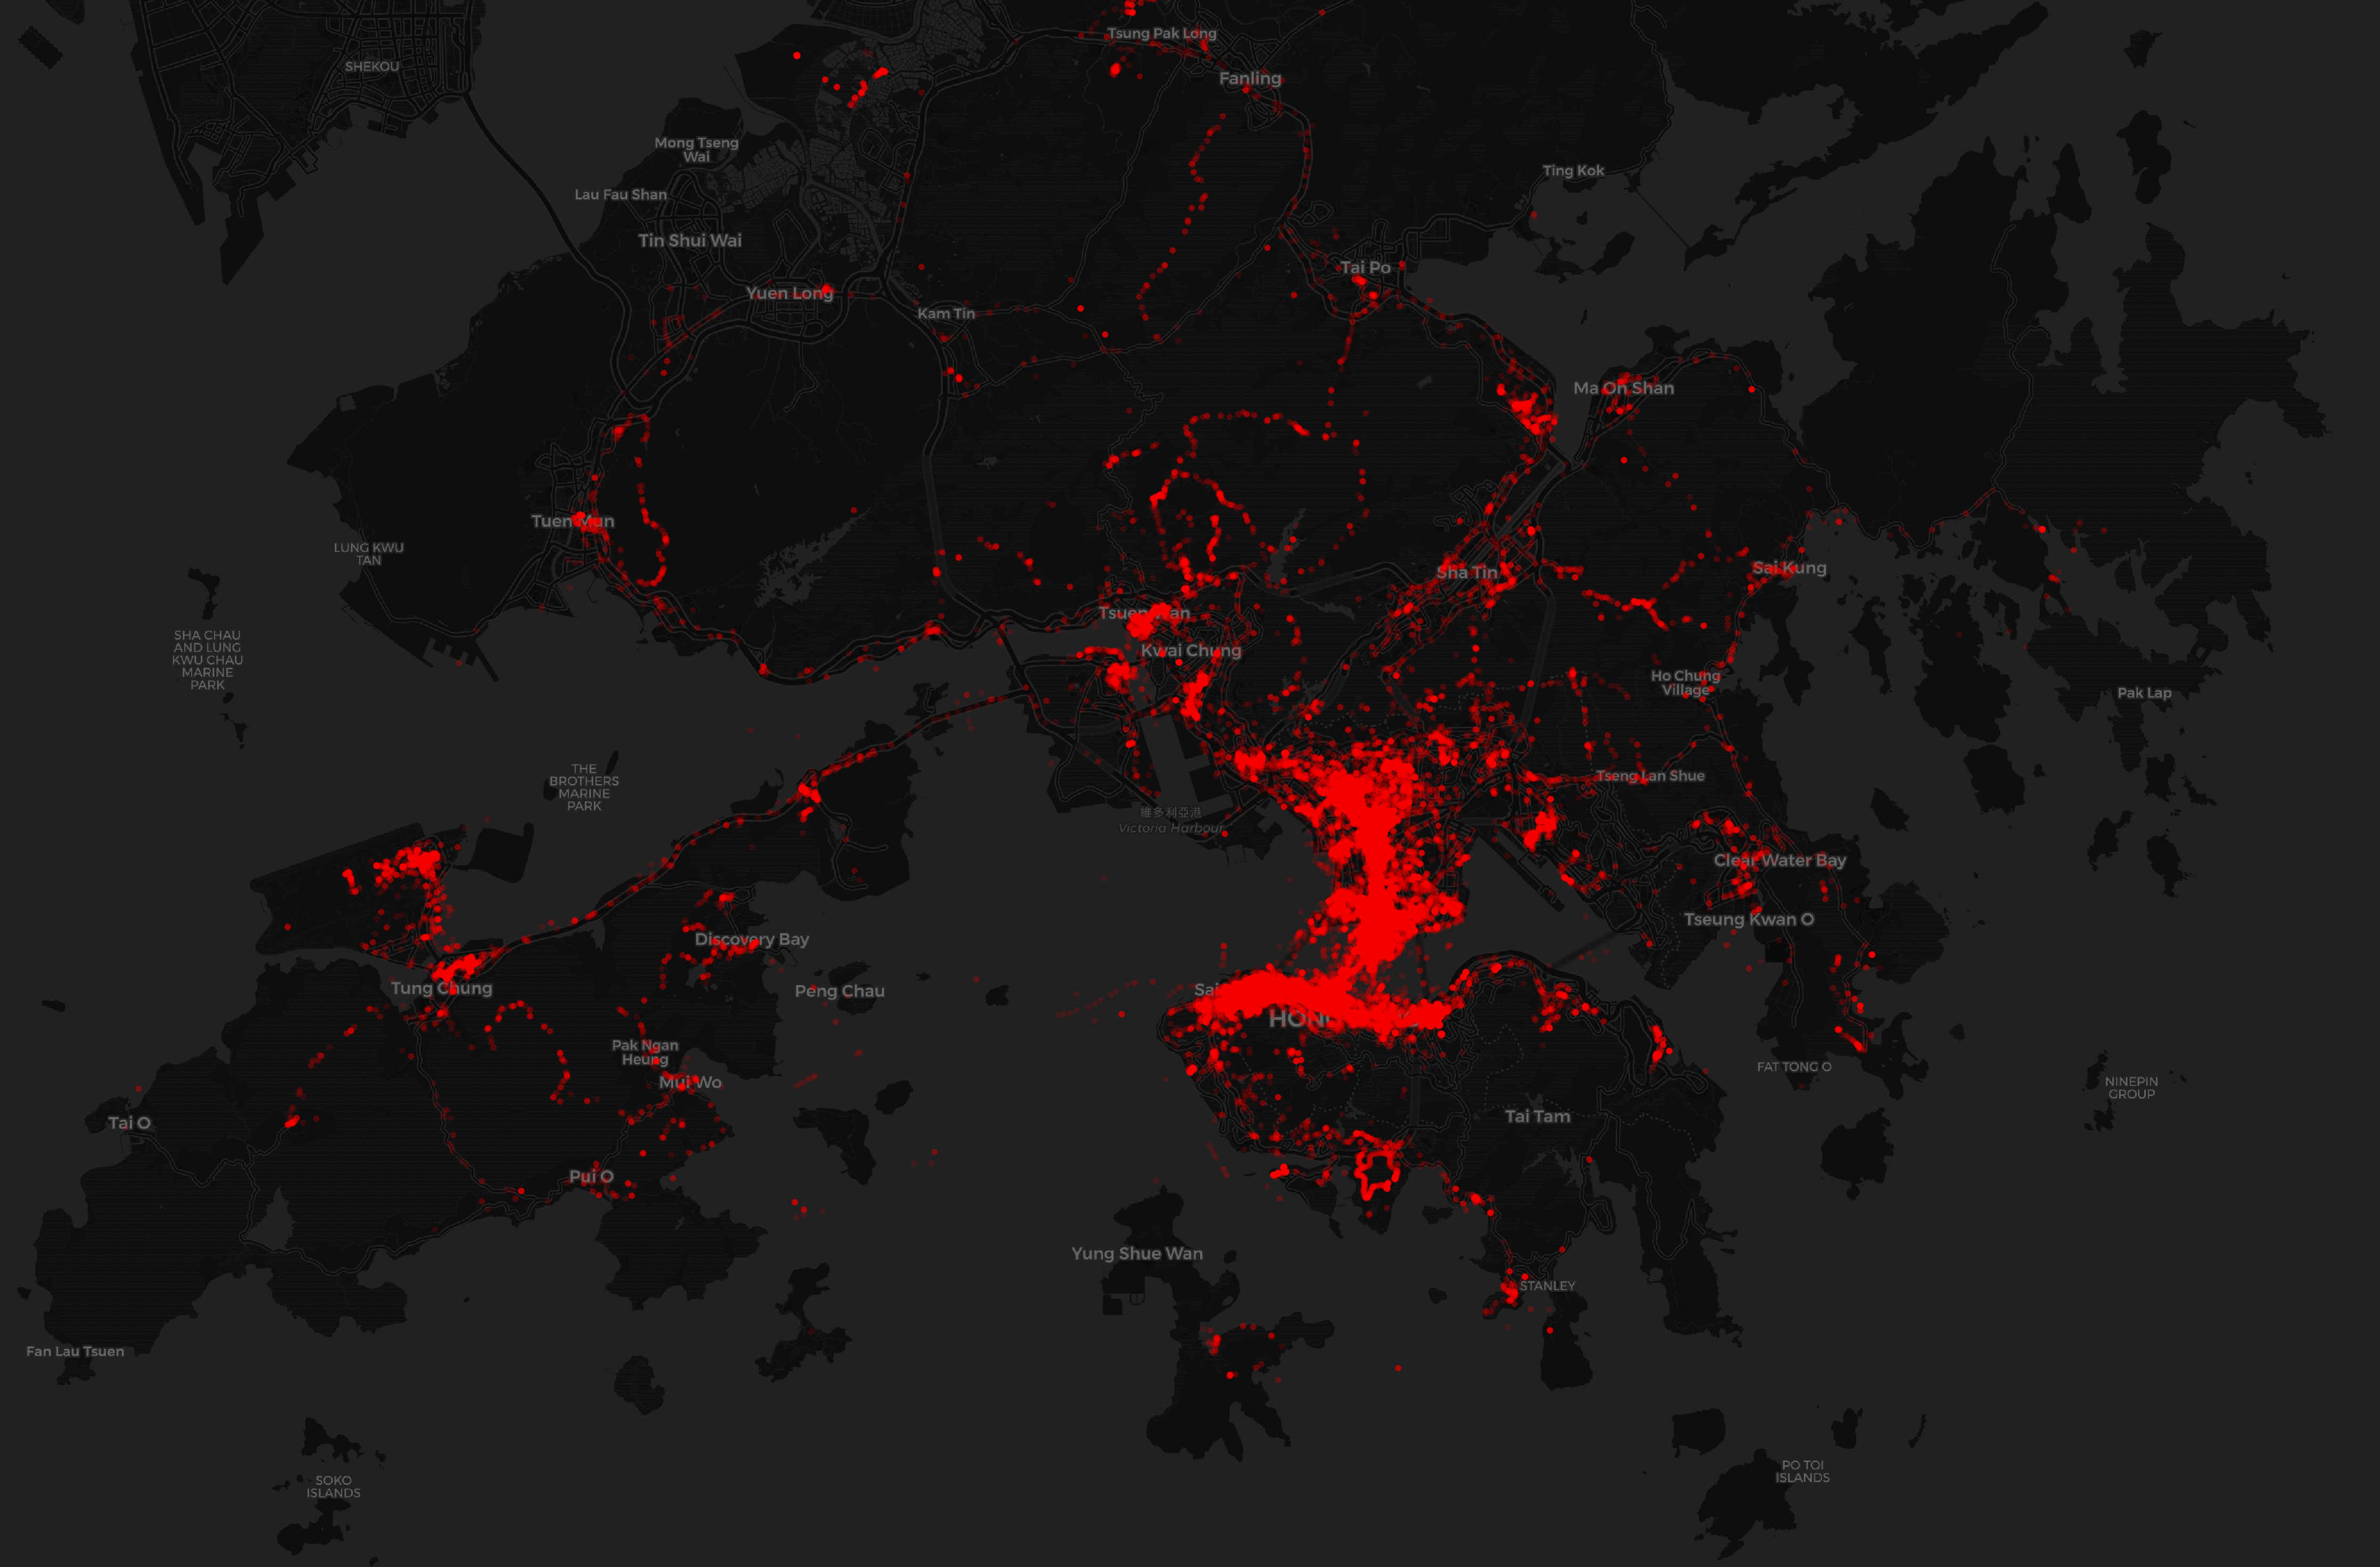 Tsung Pak Long
SHEKOU
Fanling
Mong Tseng
Wai
Ting Kok
Lau Fau Shan
Tin Shui Wai
Tai Po
Yuen Long
Kam Tin
Ma On Shan
Tuen Mun
LUNG KWU
TAN
Sha Tin
Sai Kung
Tsuen Wan
SHA CHAU
AND LUNG
KWU CHAU
MARINE
PARK
Kwai Chung
Ho Chung
Village
Pak Lap
THE
BROTHERS
MARINE
PARK
Tseng Lan Shue
維多利亞港
Victoria Harbour
Clear Water Bay
Tseung Kwan O
Discovery Bay
Tung Chung
Peng Chau
Sai
HON
Pak Ngan
Heung
FAT TONG O
Mui Wo
NINEPIN
GROUP
Tai O
Tai Tam
Pui O
Yung Shue Wan
STANLEY
Fan Lau Tsuen
SOKO
ISLANDS
PO TOI
ISLANDS